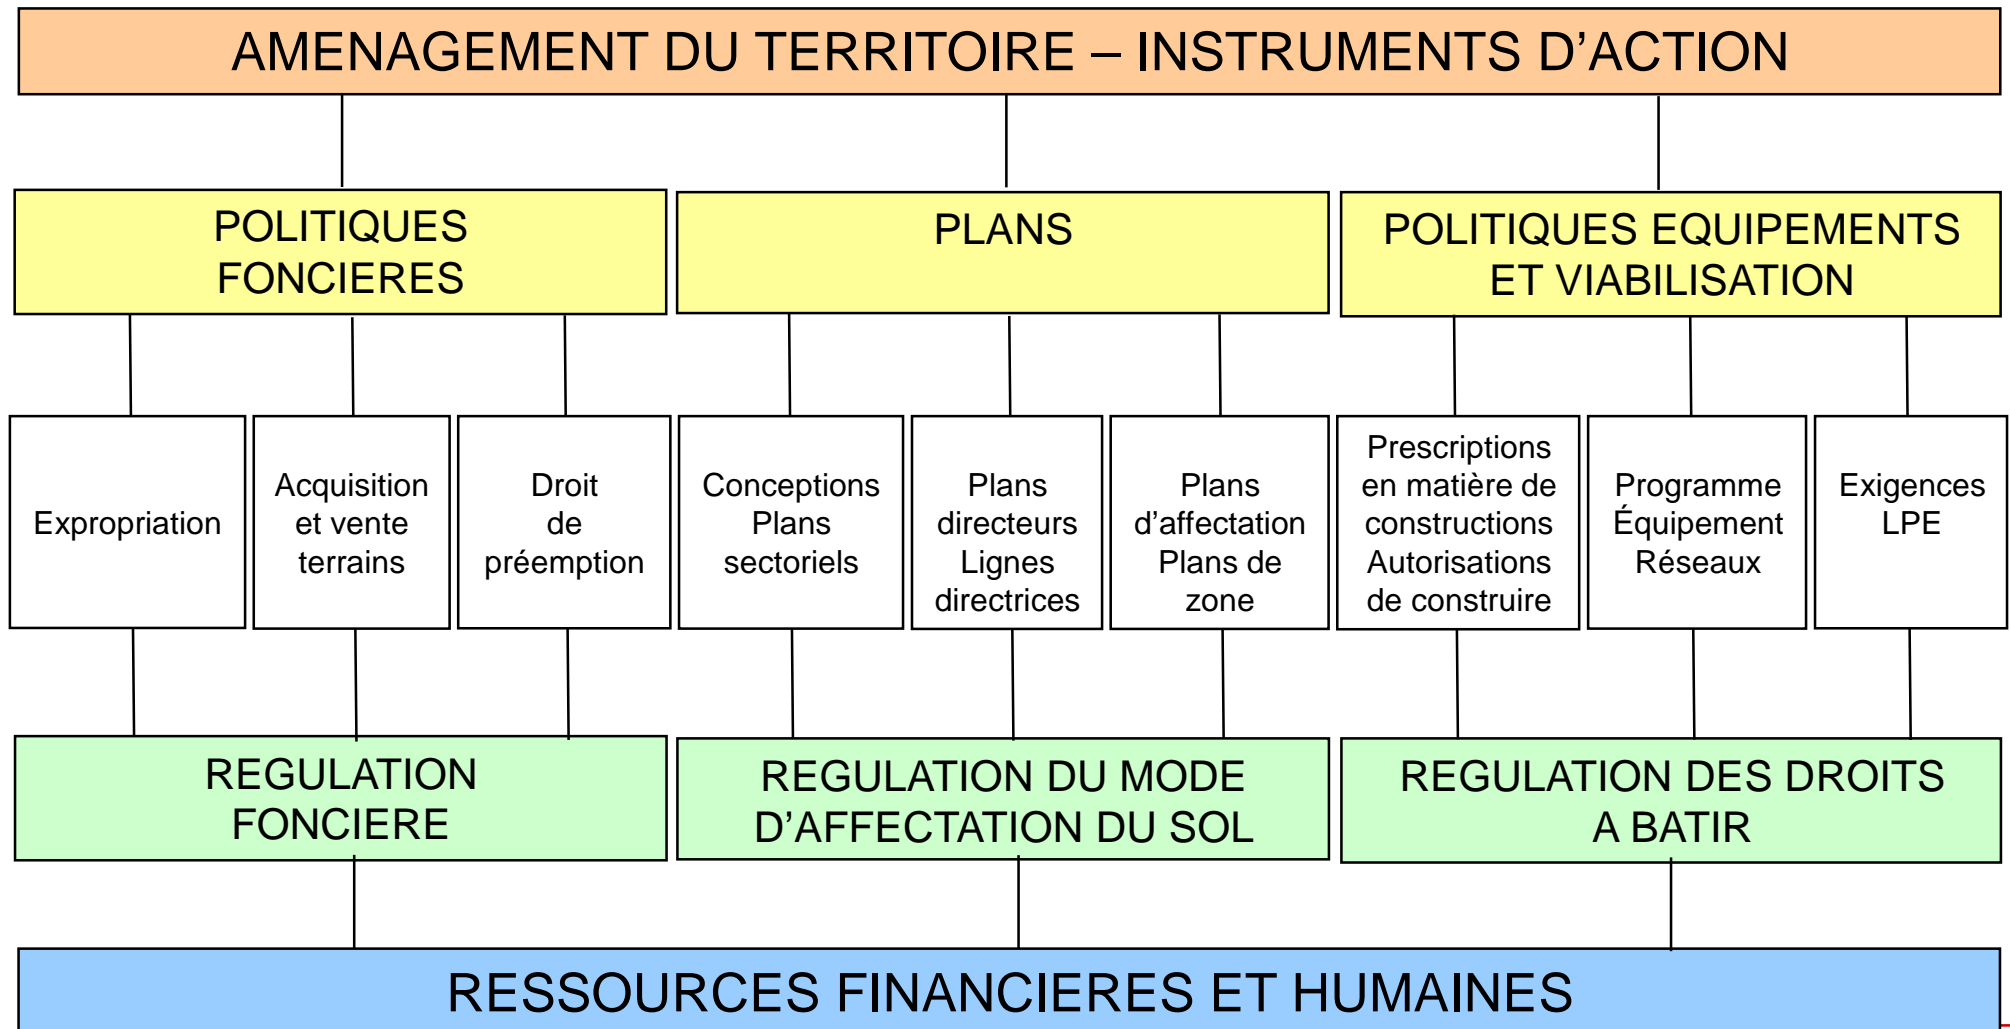 AMENAGEMENT DU TERRITOIRE – INSTRUMENTS D’ACTION
POLITIQUES
FONCIERES
PLANS
POLITIQUES EQUIPEMENTS
ET VIABILISATION
Expropriation
Acquisition
et vente
terrains
Droit
de
préemption
Conceptions
Plans
sectoriels
Plans
directeurs
Lignes
directrices
Plans
d’affectation
Plans de
zone
Prescriptions
en matière de
constructions
Autorisations
de construire
Programme
Équipement
Réseaux
Exigences
LPE
REGULATION
FONCIERE
REGULATION DU MODE
D’AFFECTATION DU SOL
REGULATION DES DROITS
A BATIR
RESSOURCES FINANCIERES ET HUMAINES